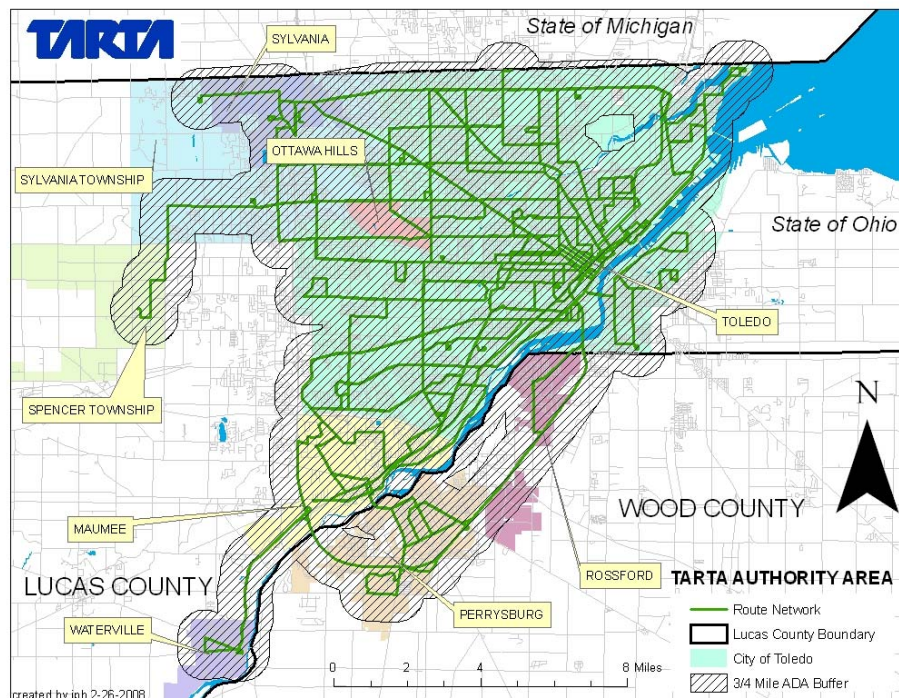 TARTA
State of Michigan
SYLVANIA
OTTAWA HILLS
SYLVANIA TOWNSHIP
State of Ohio
TOLEDO
SPENCER TOWNSHIP
N
MAUMEE
WOOD COUNTY
LUCAS COUNTY
ROSSFORD
PERRYSBURG
WATERVILLE
TARTA AUTHORITY AREA
Route Network
Lucas County Boundary
City of Toledo
3/4 Mile ADA Buffer
0 2 4 8 Miles
created by jph 2-26-2008